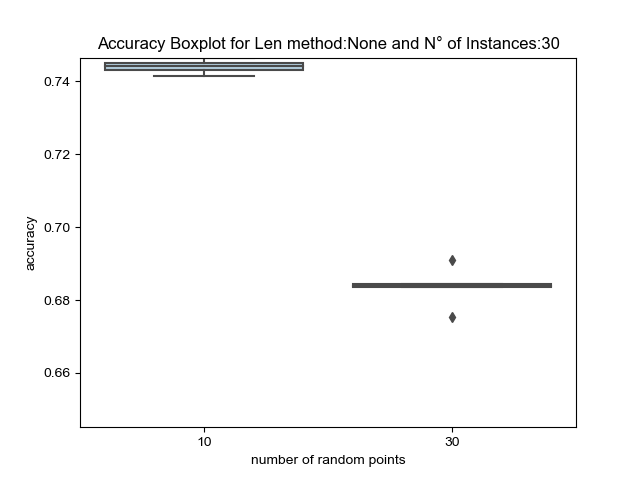 Accuracy Boxplot for Len method:None and N° of Instances:30
0.74
0.72
0.70
0.68
0.66
accuracy
10
30
number of random points